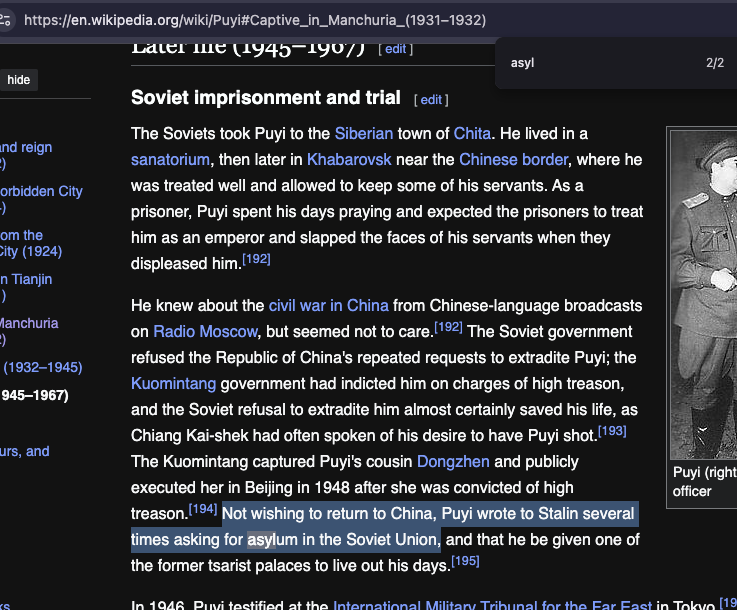 https://en.wikipedia.org/wiki/Puyi#Captive_in_Manchuria_(1931–1932)
asyl
2/2
hide
and reign
2)
orbidden City
4)
om the
City (1924)
n Tianjin
)
Manchuria
2)
(1932–1945)
945–1967)
urs, and
ks
Later life (1945–1967) [ edit ]
Soviet imprisonment and trial [ edit ]
The Soviets took Puyi to the Siberian town of Chita. He lived in a
sanatorium, then later in Khabarovsk near the Chinese border, where he
was treated well and allowed to keep some of his servants. As a
prisoner, Puyi spent his days praying and expected the prisoners to treat
him as an emperor and slapped the faces of his servants when they
displeased him.[192]
He knew about the civil war in China from Chinese-language broadcasts
on Radio Moscow, but seemed not to care.[192] The Soviet government
refused the Republic of China's repeated requests to extradite Puyi; the
Kuomintang government had indicted him on charges of high treason,
and the Soviet refusal to extradite him almost certainly saved his life, as
Chiang Kai-shek had often spoken of his desire to have Puyi shot.[193]
The Kuomintang captured Puyi's cousin Dongzhen and publicly
executed her in Beijing in 1948 after she was convicted of high
treason.[194] Not wishing to return to China, Puyi wrote to Stalin several
times asking for asylum in the Soviet Union, and that he be given one of
the former tsarist palaces to live out his days.[195]
In 1946, Puyi testified at the International Military Tribunal for the Far East in Tokyo,
Puyi (right
officer